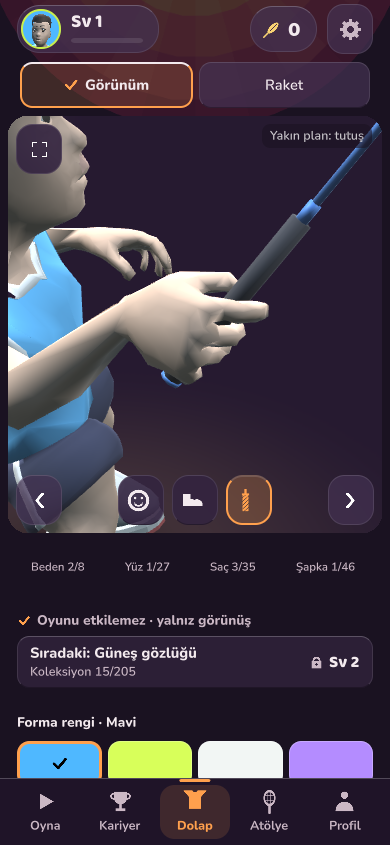 Sv 1
0
Görünüm
Raket
Yakın plan: tutuş
Beden 2/8
Yüz 1/27
Saç 3/35
Şapka 1/46
Oyunu etkilemez · yalnız görünüş
Sıradaki: Güneş gözlüğü
Koleksiyon 15/205
Sv 2
Forma rengi · Mavi
Oyna
Kariyer
Dolap
Atölye
Profil